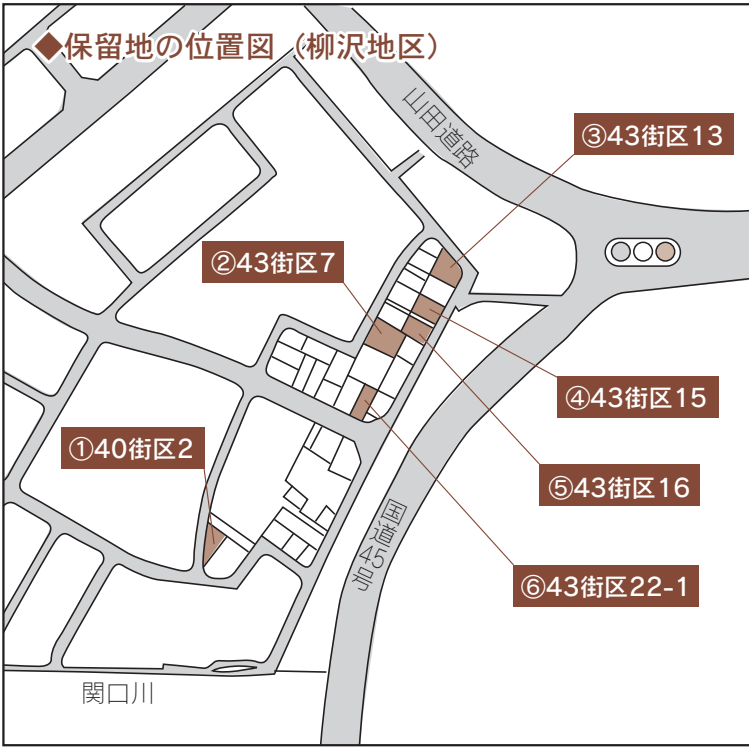 ◆保留地の位置図（柳沢地区）
山田道路
③43街区13
②43街区7
④43街区15
①40街区2
⑤43街区16
国道45号
⑥43街区22-1
関口川